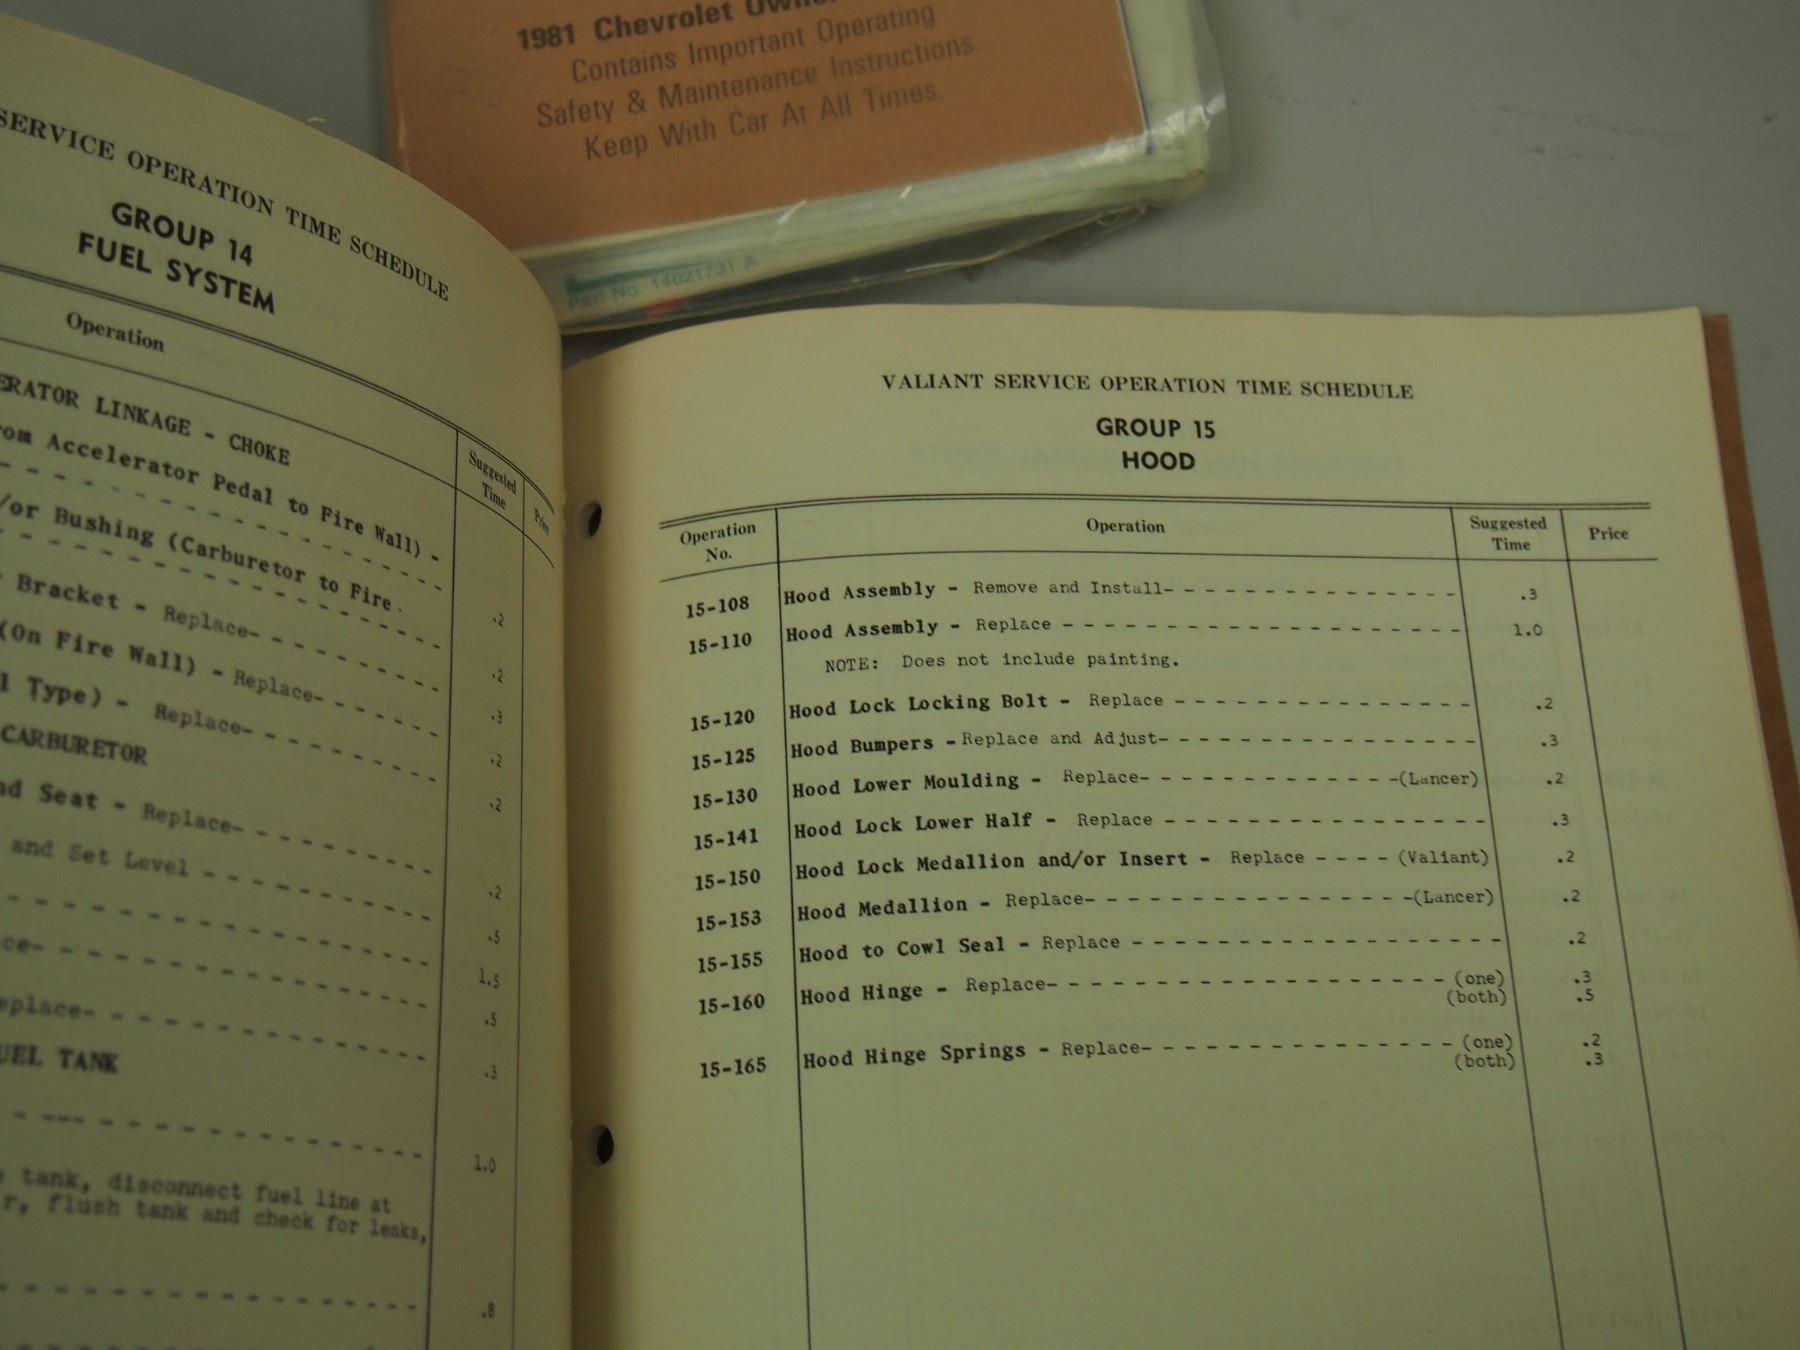 1981 Chevrolet
Contains Important Operating
Safety & Maintenance Instructions.
Keep With Car At All Times.
Part No. 14021731 A
SERVICE OPERATION TIME SCHEDULE
GROUP 14
FUEL SYSTEM
Operation
Suggested
Time
Price
LINKAGE - CHOKE
Accelerator Pedal to Fire Wall) -
/or Bushing (Carburetor to Fire
.2
Bracket - Replace
.2
(On Fire Wall) - Replace
.3
Type) - Replace
.2
CARBURETOR
.2
Seat - Replace
.2
and Set Level
.5
1.5
.5
.3
TANK
1.0
tank, disconnect fuel line at
flush tank and check for leaks,
.8
VALIANT SERVICE OPERATION TIME SCHEDULE
GROUP 15
HOOD
Operation No. Operation Suggested Time Price
15-108 Hood Assembly - Remove and Install- - - - - - - - - - - - - - - .3
15-110 Hood Assembly - Replace - - - - - - - - - - - - - - - - - - - - 1.0
NOTE: Does not include painting.
15-120 Hood Lock Locking Bolt - Replace - - - - - - - - - - - - - - - .2
15-125 Hood Bumpers - Replace and Adjust- - - - - - - - - - - - - - - - .3
15-130 Hood Lower Moulding - Replace- - - - - - - - - - - - -(Lancer) .2
15-141 Hood Lock Lower Half - Replace - - - - - - - - - - - - - - - - .3
15-150 Hood Lock Medallion and/or Insert - Replace - - - - (Valiant) .2
15-153 Hood Medallion - Replace- - - - - - - - - - - - - - - -(Lancer) .2
15-155 Hood to Cowl Seal - Replace - - - - - - - - - - - - - - - - - - .2
15-160 Hood Hinge - Replace- - - - - - - - - - - - - - - - - - - (one) .3
(both) .5
15-165 Hood Hinge Springs - Replace- - - - - - - - - - - - - - - (one) .2
(both) .3